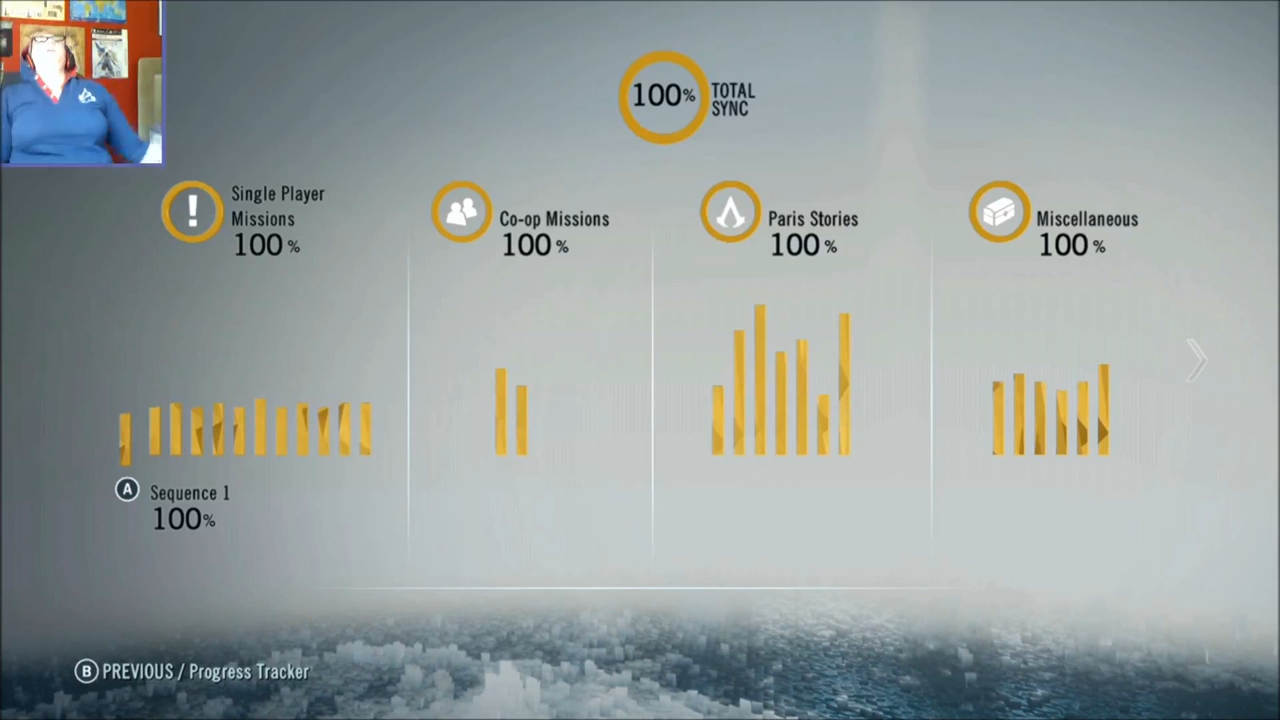 100% TOTAL
SYNC
Single Player
Missions
100 %
Co-op Missions
100 %
Paris Stories
100 %
Miscellaneous
100 %
A Sequence 1
100%
B PREVIOUS / Progress Tracker